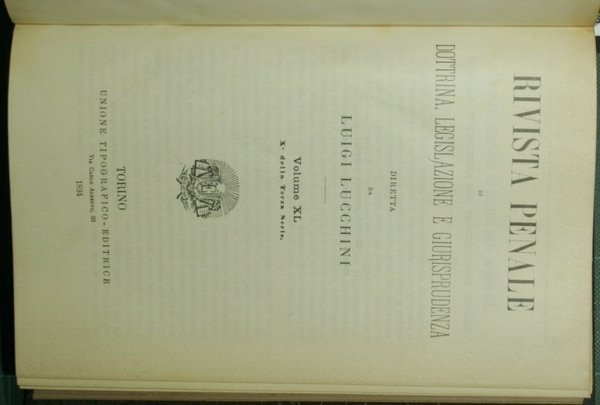 RIVISTA PENALE
DI
DOTTRINA, LEGISLAZIONE E GIURISPRUDENZA
DIRETTA
DA
LUIGI LUCCHINI
Volume XL
X° della Terza Serie.
TORINO
UNIONE TIPOGRAFICO-EDITRICE
Via Carlo Alberto, 33
1894